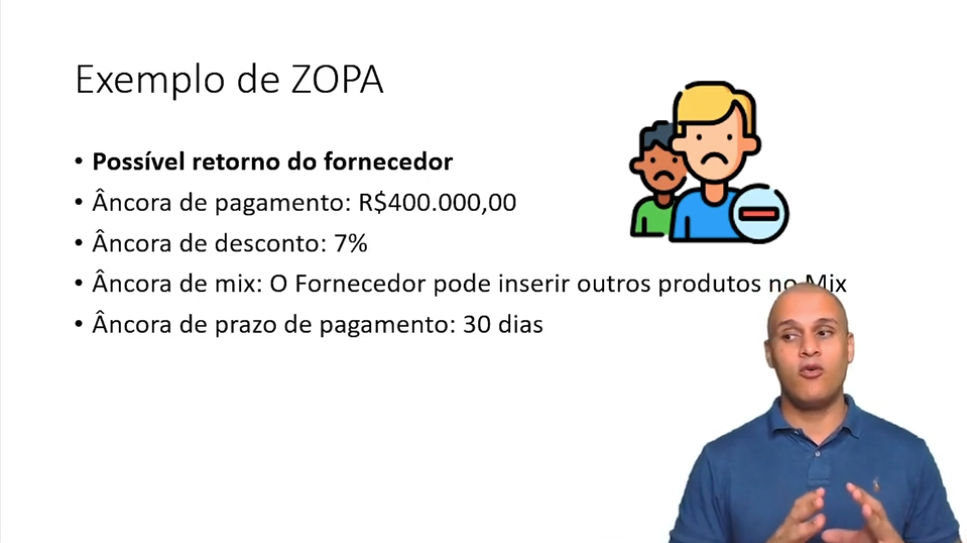 Exemplo de ZOPA
• Possível retorno do fornecedor
• Âncora de pagamento: R$400.000,00
• Âncora de desconto: 7%
• Âncora de mix: O Fornecedor pode inserir outros produtos no Mix
• Âncora de prazo de pagamento: 30 dias